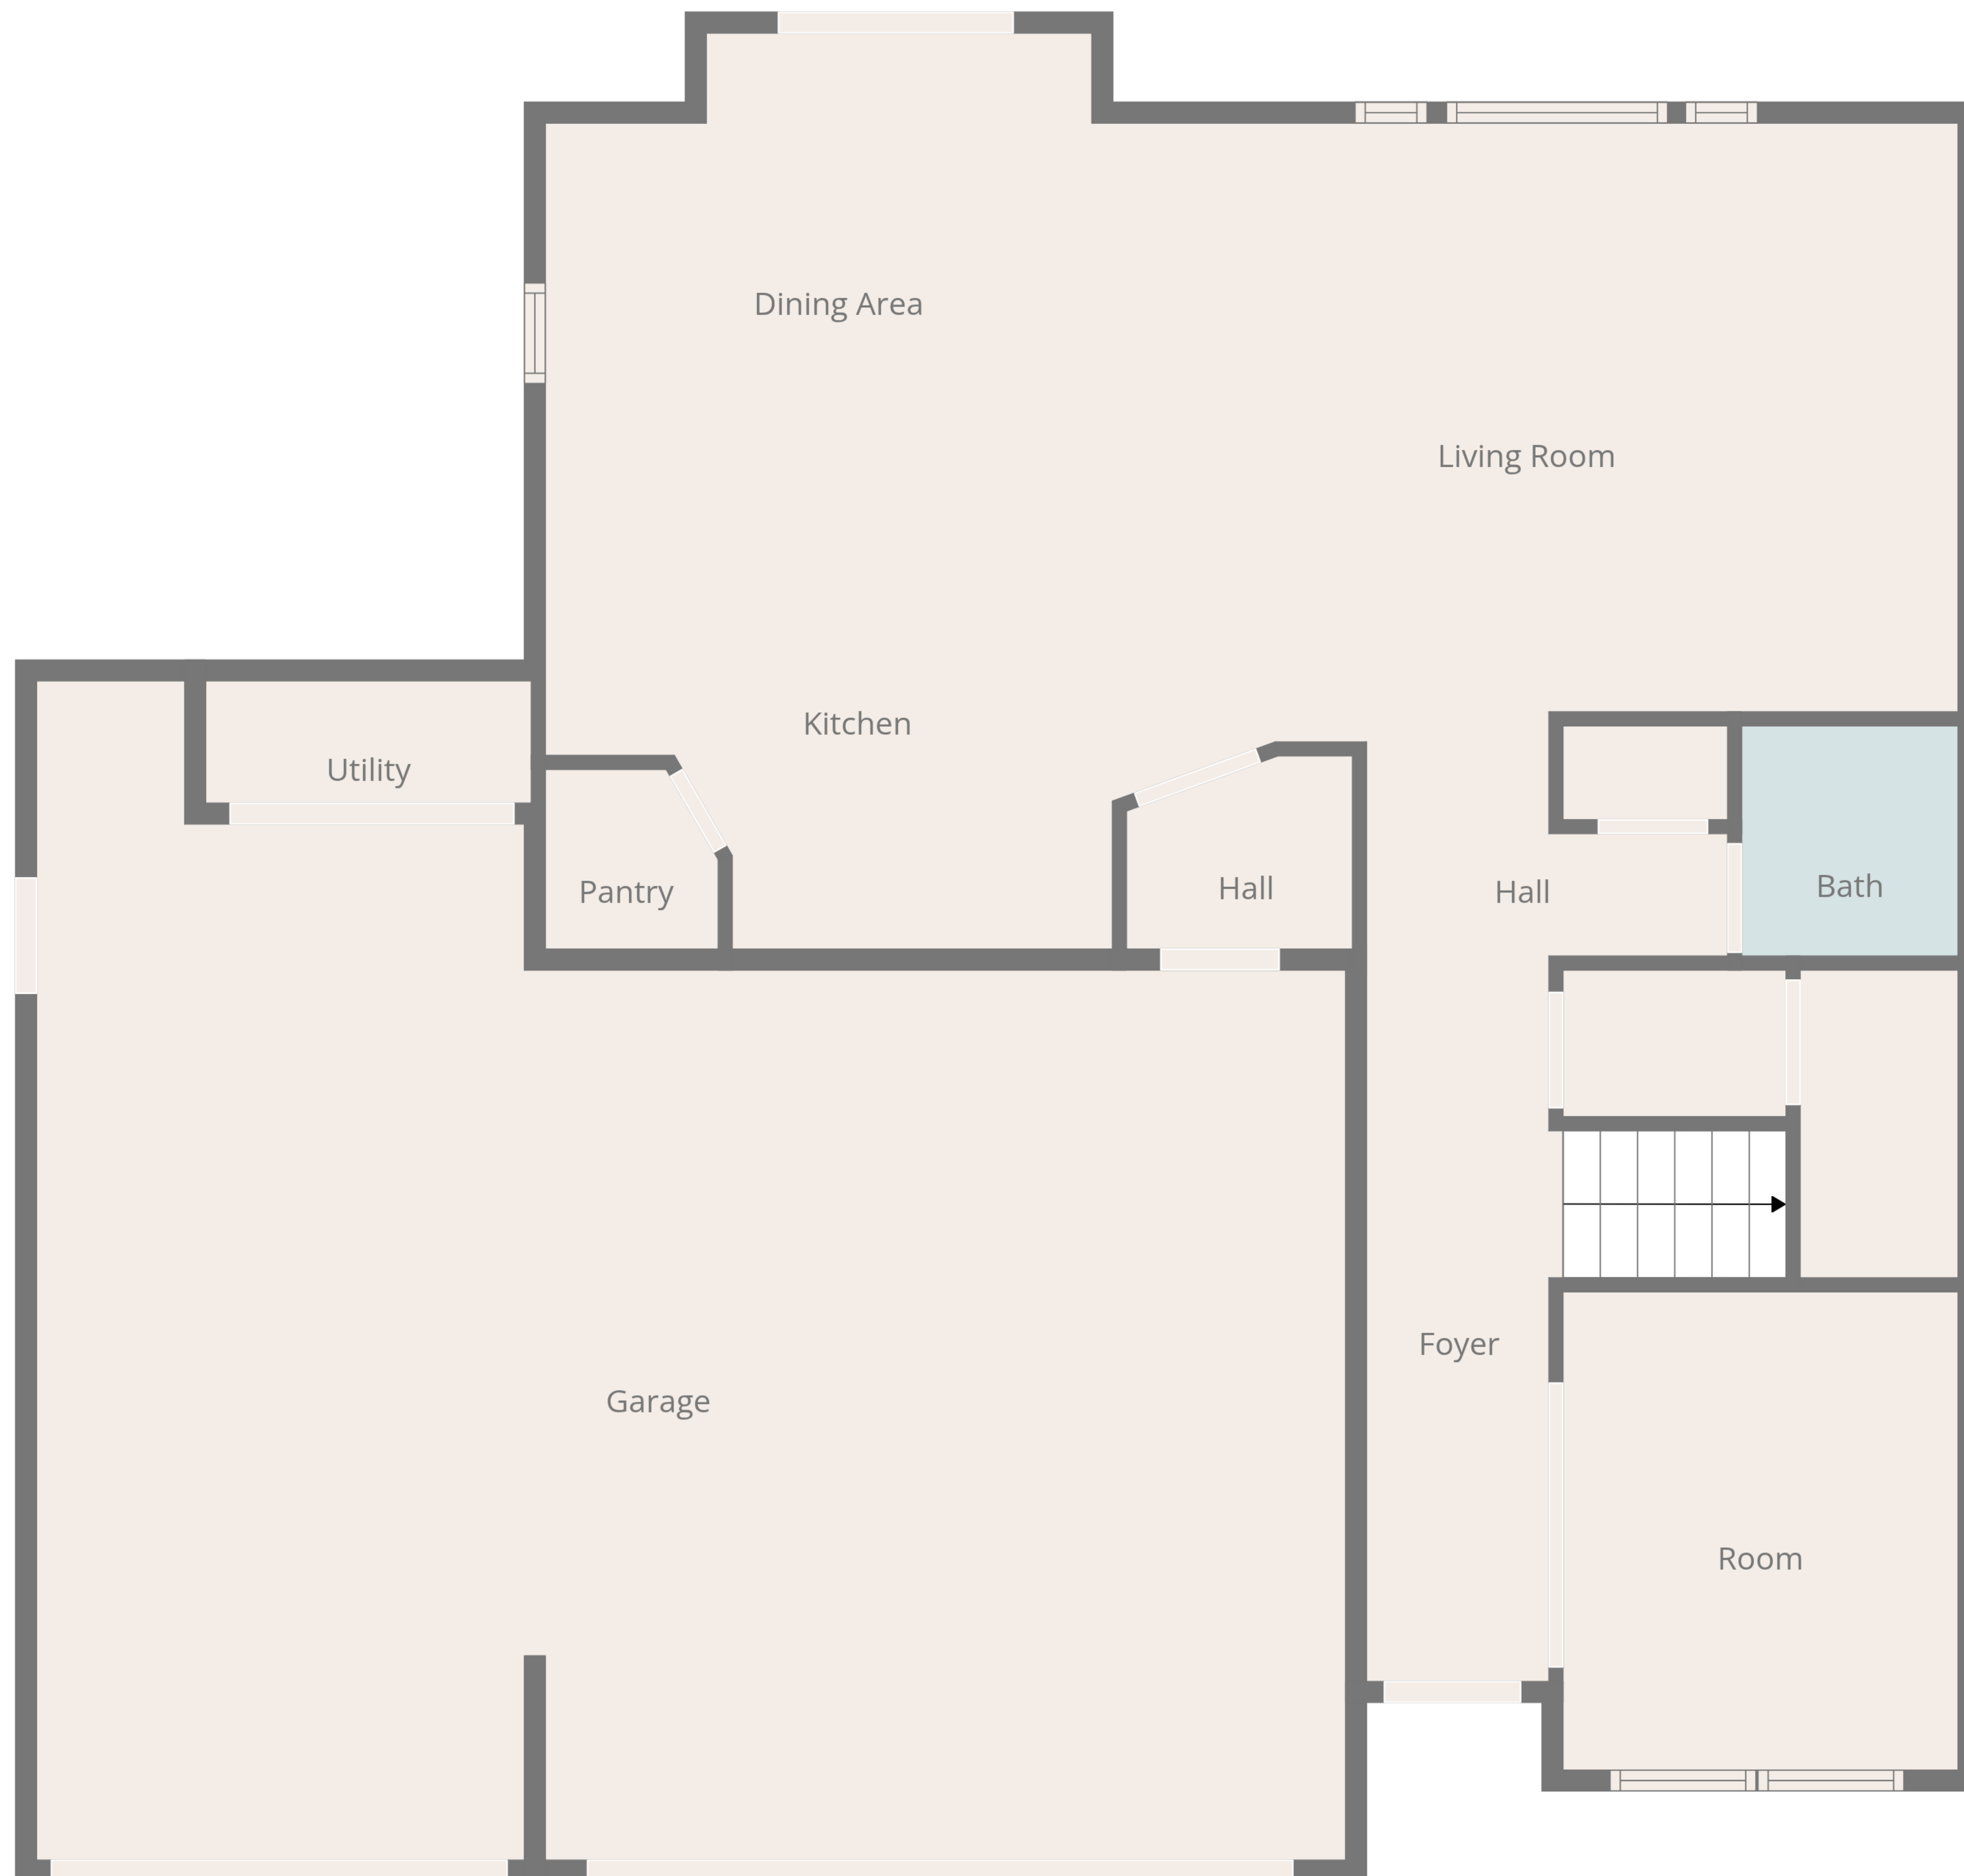 Dining Area
Living Room
Kitchen
Utility
Pantry
Hall
Hall
Bath
Foyer
Garage
Room